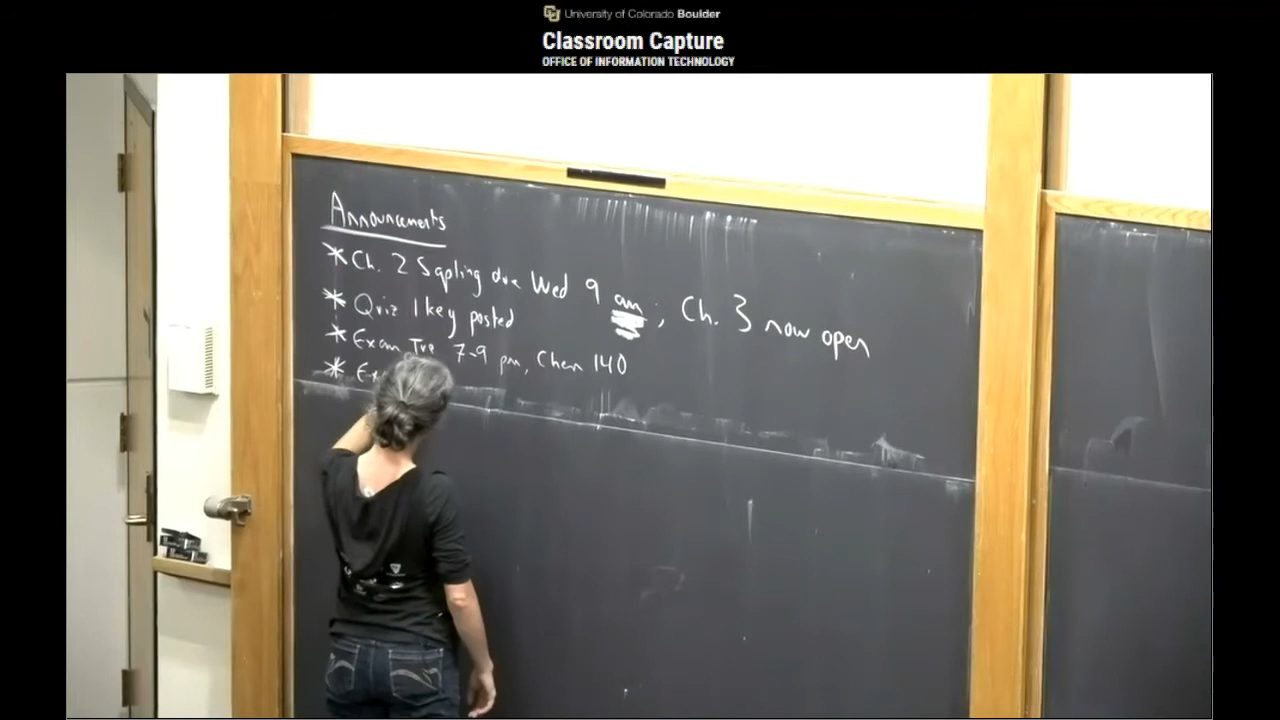 University of Colorado Boulder
Classroom Capture
OFFICE OF INFORMATION TECHNOLOGY
Announcements
* Ch. 2 Sapling due Wed 9 am; Ch. 3 now open
* Quiz 1 key posted
* Exam Tue 7-9 pm, Chem 140
* Ex